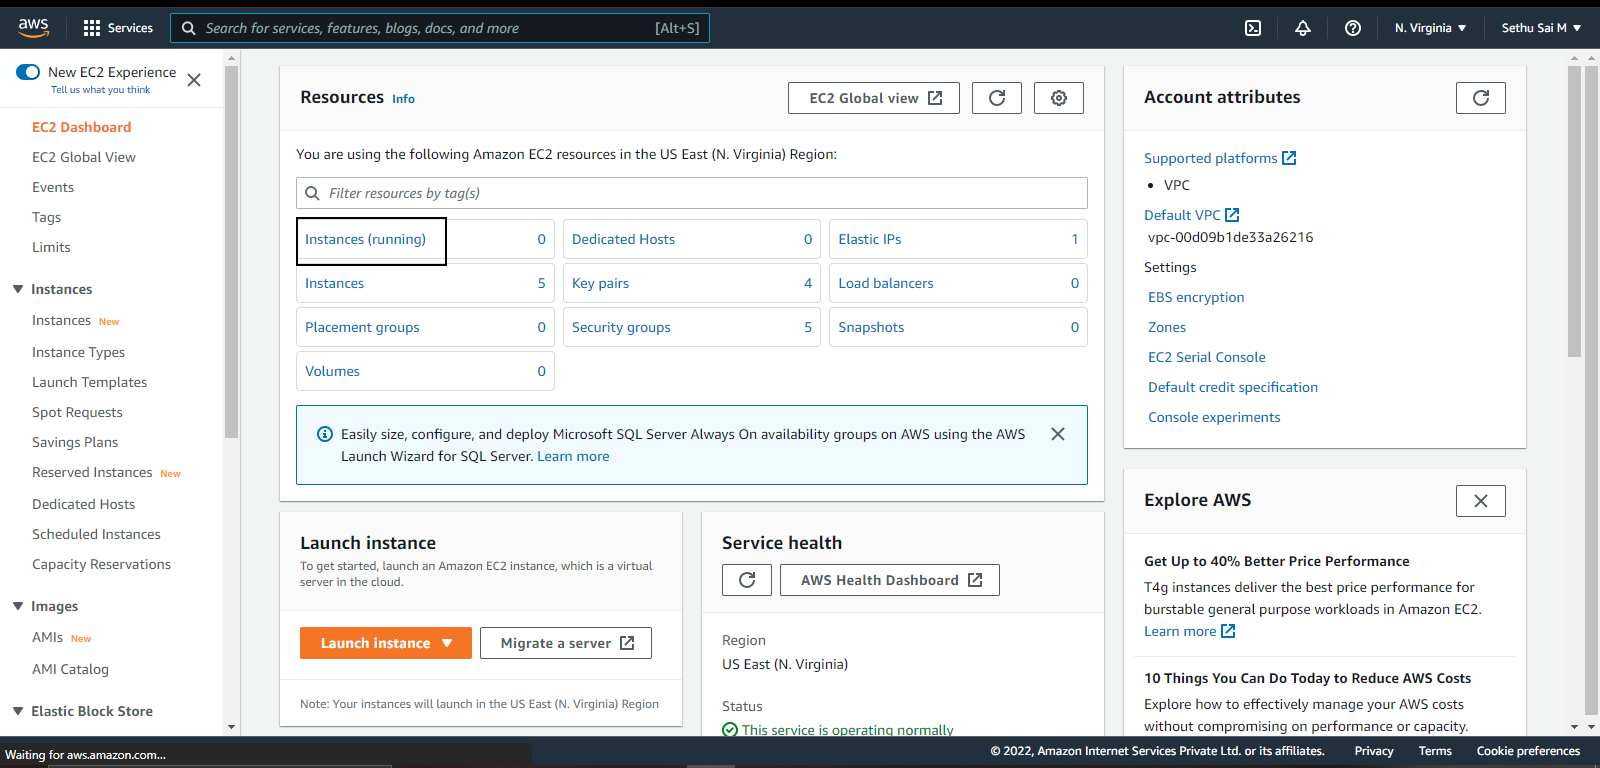 aws
Services
Search for services, features, blogs, docs, and more
[Alt+S]
N. Virginia
Sethu Sai M
New EC2 Experience
Tell us what you think
EC2 Dashboard
EC2 Global View
Events
Tags
Limits
Instances
Instances New
Instance Types
Launch Templates
Spot Requests
Savings Plans
Reserved Instances New
Dedicated Hosts
Scheduled Instances
Capacity Reservations
Images
AMIs New
AMI Catalog
Elastic Block Store
Resources Info
EC2 Global view
You are using the following Amazon EC2 resources in the US East (N. Virginia) Region:
Filter resources by tag(s)
Instances (running) 0
Dedicated Hosts 0
Elastic IPs 1
Instances 5
Key pairs 4
Load balancers 0
Placement groups 0
Security groups 5
Snapshots 0
Volumes 0
Easily size, configure, and deploy Microsoft SQL Server Always On availability groups on AWS using the AWS
Launch Wizard for SQL Server. Learn more
Launch instance
To get started, launch an Amazon EC2 instance, which is a virtual
server in the cloud.
Launch instance
Migrate a server
Note: Your instances will launch in the US East (N. Virginia) Region
Service health
AWS Health Dashboard
Region
US East (N. Virginia)
Status
This service is operating normally
Account attributes
Supported platforms
• VPC
Default VPC
vpc-00d09b1de33a26216
Settings
EBS encryption
Zones
EC2 Serial Console
Default credit specification
Console experiments
Explore AWS
Get Up to 40% Better Price Performance
T4g instances deliver the best price performance for
burstable general purpose workloads in Amazon EC2.
Learn more
10 Things You Can Do Today to Reduce AWS Costs
Explore how to effectively manage your AWS costs
without compromising on performance or capacity.
Waiting for aws.amazon.com...
© 2022, Amazon Internet Services Private Ltd. or its affiliates.
Privacy
Terms
Cookie preferences